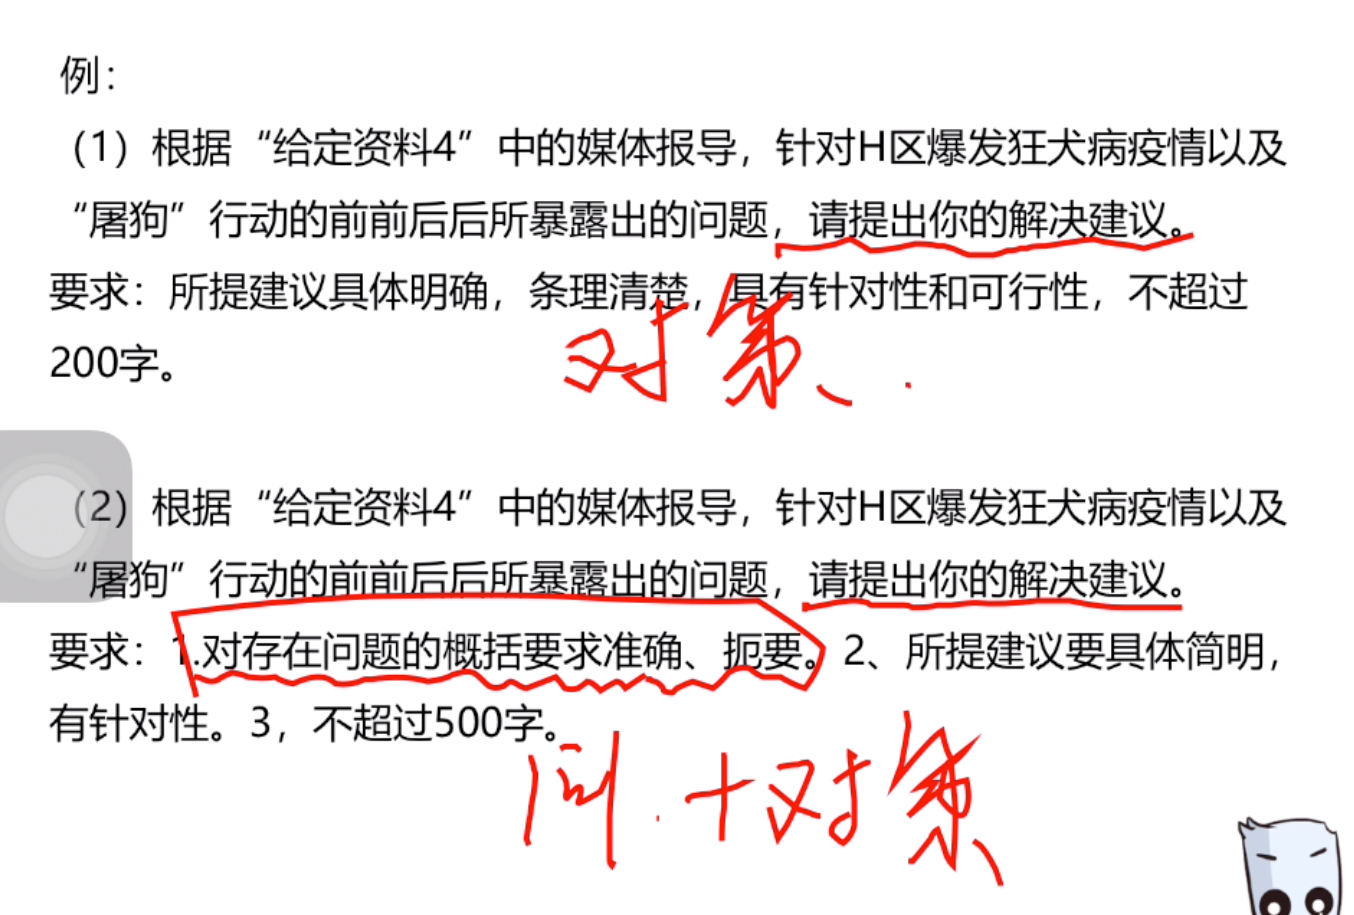 例：
（1）根据“给定资料4”中的媒体报导，针对H区爆发狂犬病疫情以及
“屠狗”行动的前前后后所暴露出的问题，请提出你的解决建议。
要求：所提建议具体明确，条理清楚，具有针对性和可行性，不超过
200字。
对策、
（2）根据“给定资料4”中的媒体报导，针对H区爆发狂犬病疫情以及
“屠狗”行动的前前后后所暴露出的问题，请提出你的解决建议。
要求：1.对存在问题的概括要求准确、扼要。2、所提建议要具体简明，
有针对性。3，不超过500字。
问.+对策